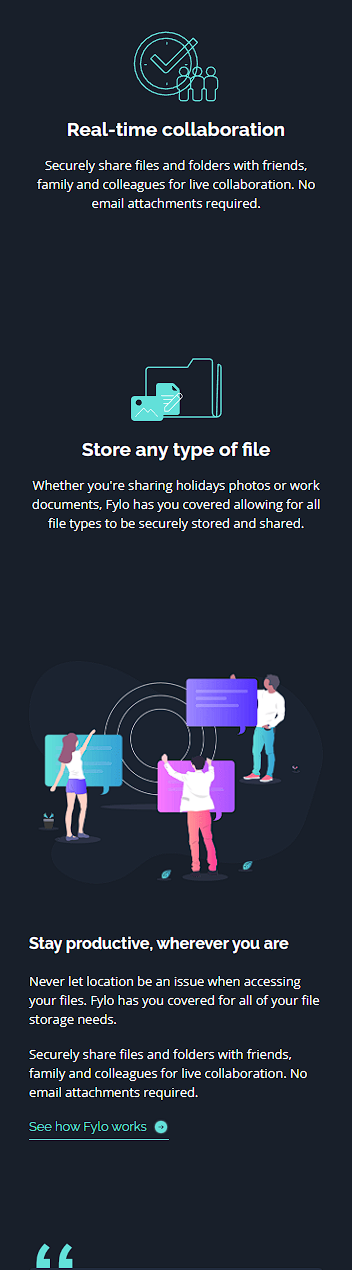 Real-time collaboration
Securely share files and folders with friends,
family and colleagues for live collaboration. No
email attachments required.
Store any type of file
Whether you're sharing holidays photos or work
documents, Fylo has you covered allowing for all
file types to be securely stored and shared.
Stay productive, wherever you are
Never let location be an issue when accessing
your files. Fylo has you covered for all of your file
storage needs.
Securely share files and folders with friends,
family and colleagues for live collaboration. No
email attachments required.
See how Fylo works
“